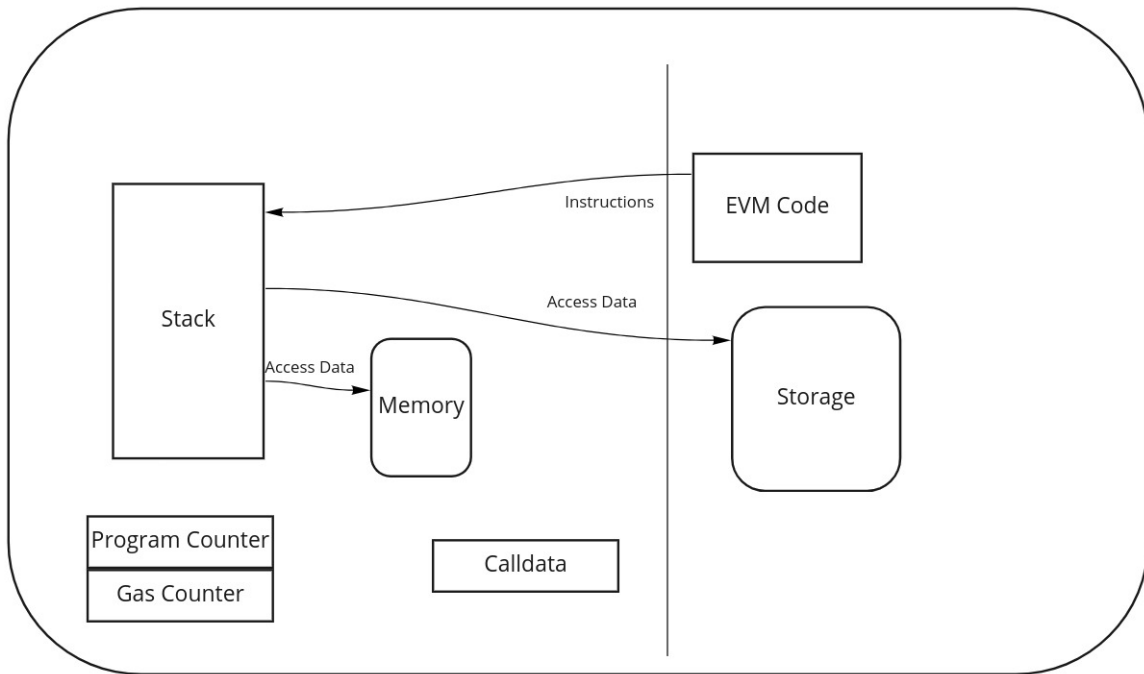 EVM Code
Instructions
Stack
Access Data
Access Data
Memory
Storage
Program Counter
Gas Counter
Calldata